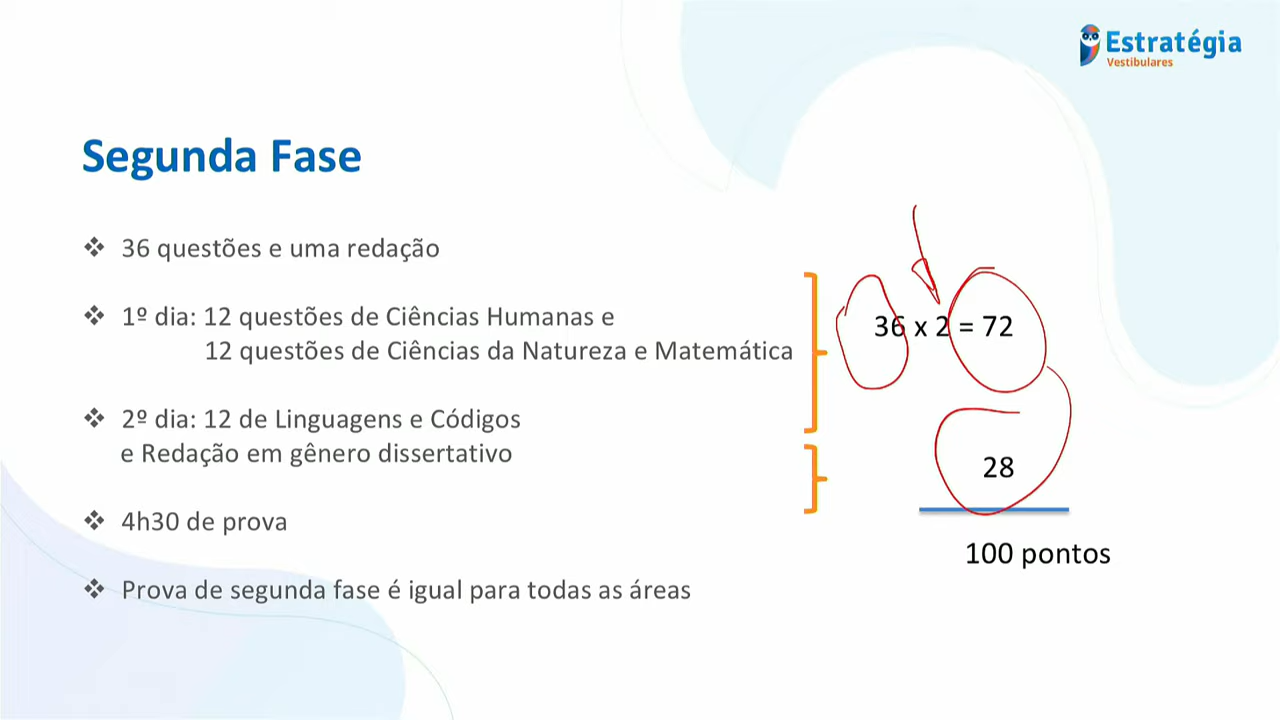 Estratégia
Vestibulares
Segunda Fase
❖ 36 questões e uma redação
❖ 1º dia: 12 questões de Ciências Humanas e
12 questões de Ciências da Natureza e Matemática
❖ 2º dia: 12 de Linguagens e Códigos
e Redação em gênero dissertativo
❖ 4h30 de prova
❖ Prova de segunda fase é igual para todas as áreas
36 x 2 = 72
28
100 pontos